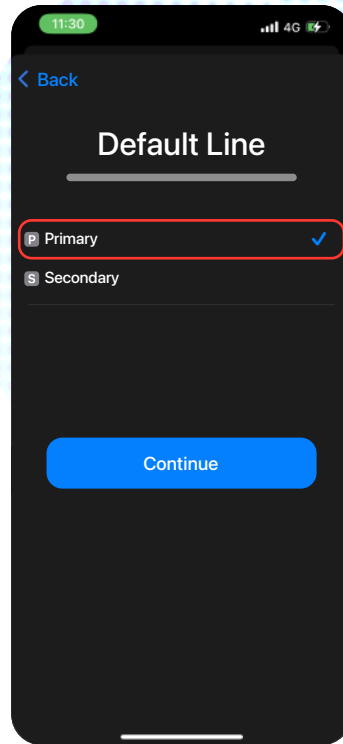 11:30
4G
Back
Default Line
P Primary
S Secondary
Continue